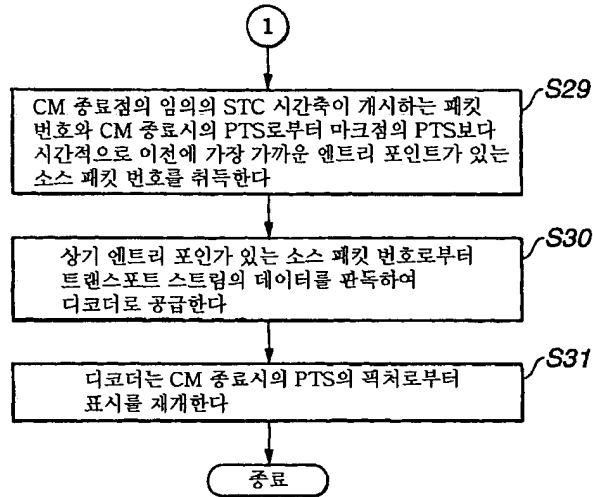 1
S29
CM 종료점의 임의의 STC 시간축이 개시하는 패킷
번호와 CM 종료시의 PTS로부터 마크점의 PTS보다
시간적으로 이전에 가장 가까운 엔트리 포인트가 있는
소스 패킷 번호를 취득한다
S30
상기 엔트리 포인가 있는 소스 패킷 번호로부터
트랜스포트 스트림의 데이터를 판독하여
디코더로 공급한다
S31
디코더는 CM 종료시의 PTS의 픽처로부터
표시를 재개한다
종료